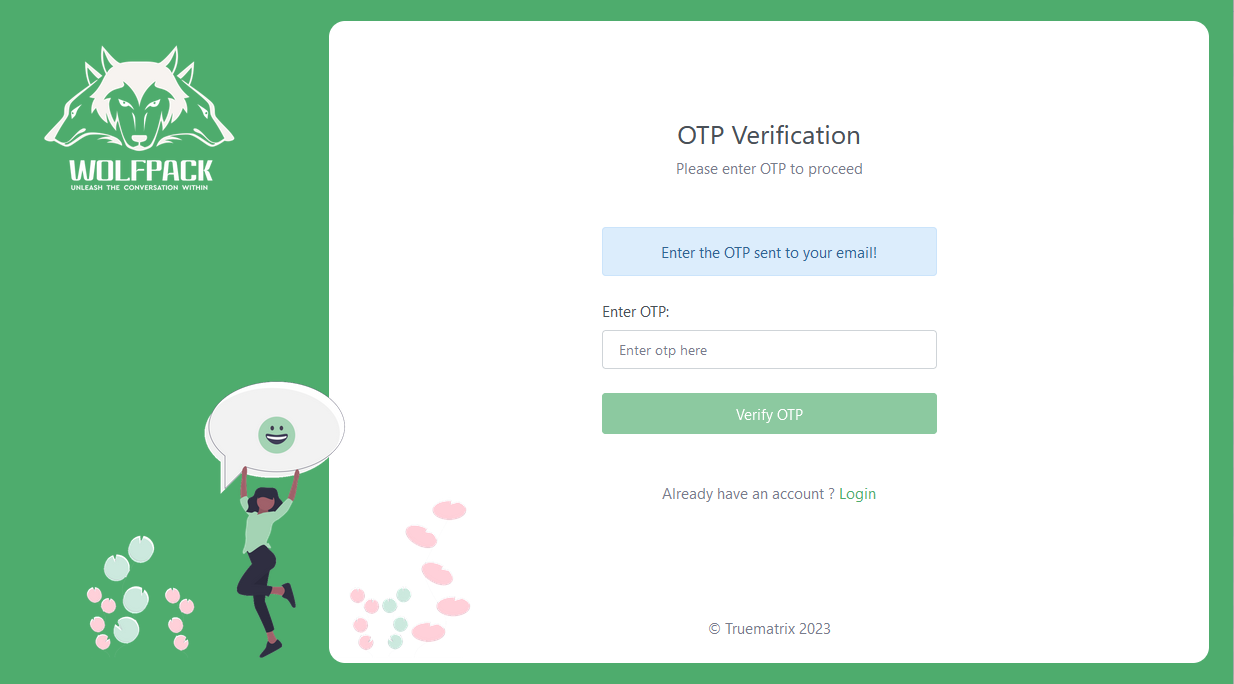 WOLFPACK
UNLEASH THE CONVERSATION WITHIN
OTP Verification
Please enter OTP to proceed
Enter the OTP sent to your email!
Enter OTP:
Enter otp here
Verify OTP
Already have an account ? Login
© Truematrix 2023